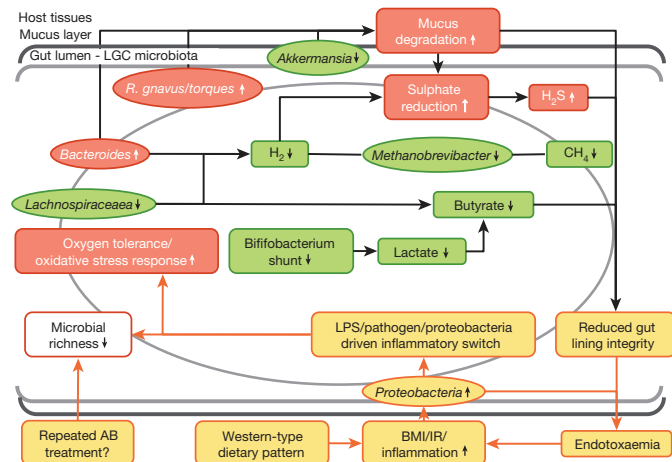 Host tissues
Mucus layer
Gut lumen - LGC microbiota
Mucus
degradation ↑
Akkermansia ↓
R. gnavus/torques ↑
Sulphate
reduction ↑
H₂S ↑
Bacteroides ↑
H₂ ↓
Methanobrevibacter ↓
CH₄ ↓
Lachnospiraceaea ↓
Butyrate ↓
Oxygen tolerance/
oxidative stress response ↑
Bififobacterium
shunt ↓
Lactate ↓
Microbial
richness ↓
LPS/pathogen/proteobacteria
driven inflammatory switch
Reduced gut
lining integrity
Proteobacteria ↑
Repeated AB
treatment?
Western-type
dietary pattern
BMI/IR/
inflammation ↑
Endotoxaemia